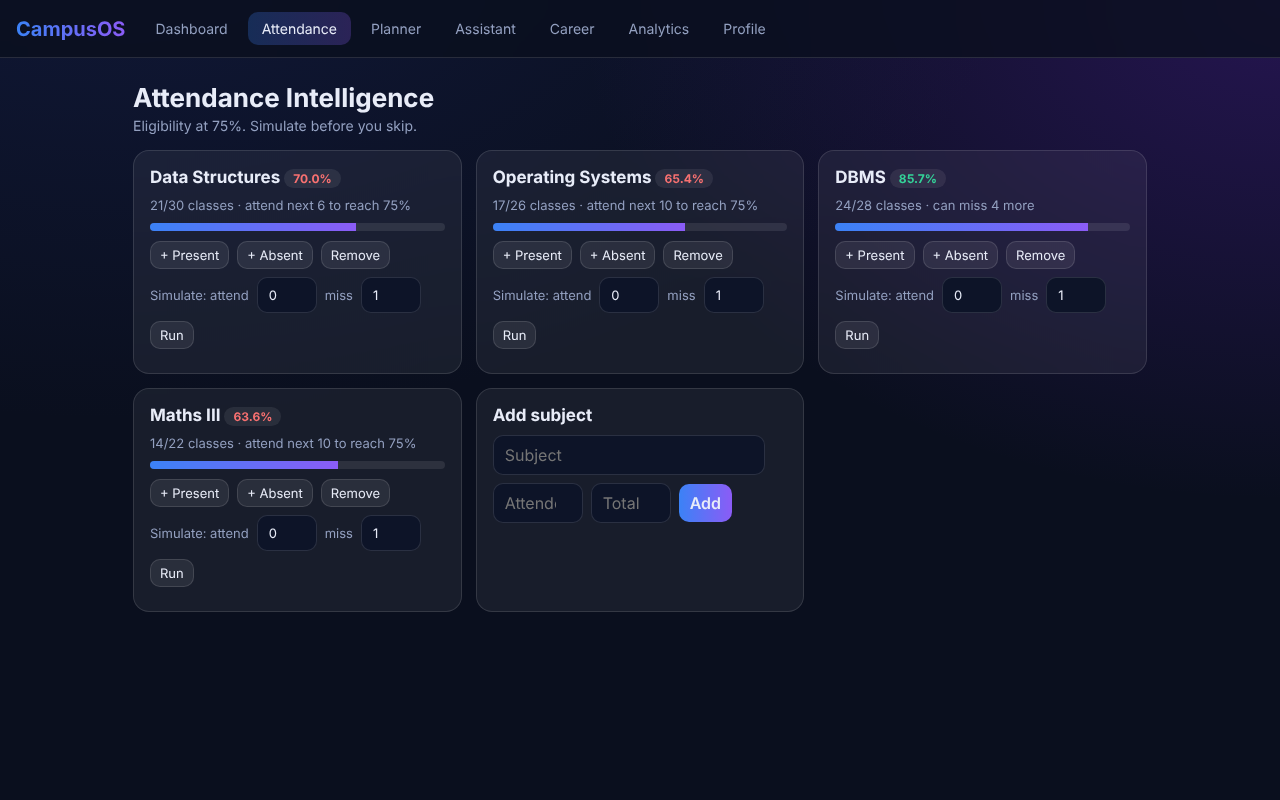 CampusOS Dashboard Attendance Planner Assistant Career Analytics Profile
Attendance Intelligence
Eligibility at 75%. Simulate before you skip.
Data Structures 70.0%
21/30 classes · attend next 6 to reach 75%
+ Present + Absent Remove
Simulate: attend 0 miss 1
Run
Operating Systems 65.4%
17/26 classes · attend next 10 to reach 75%
+ Present + Absent Remove
Simulate: attend 0 miss 1
Run
DBMS 85.7%
24/28 classes · can miss 4 more
+ Present + Absent Remove
Simulate: attend 0 miss 1
Run
Maths III 63.6%
14/22 classes · attend next 10 to reach 75%
+ Present + Absent Remove
Simulate: attend 0 miss 1
Run
Add subject
Subject
Attend Total Add